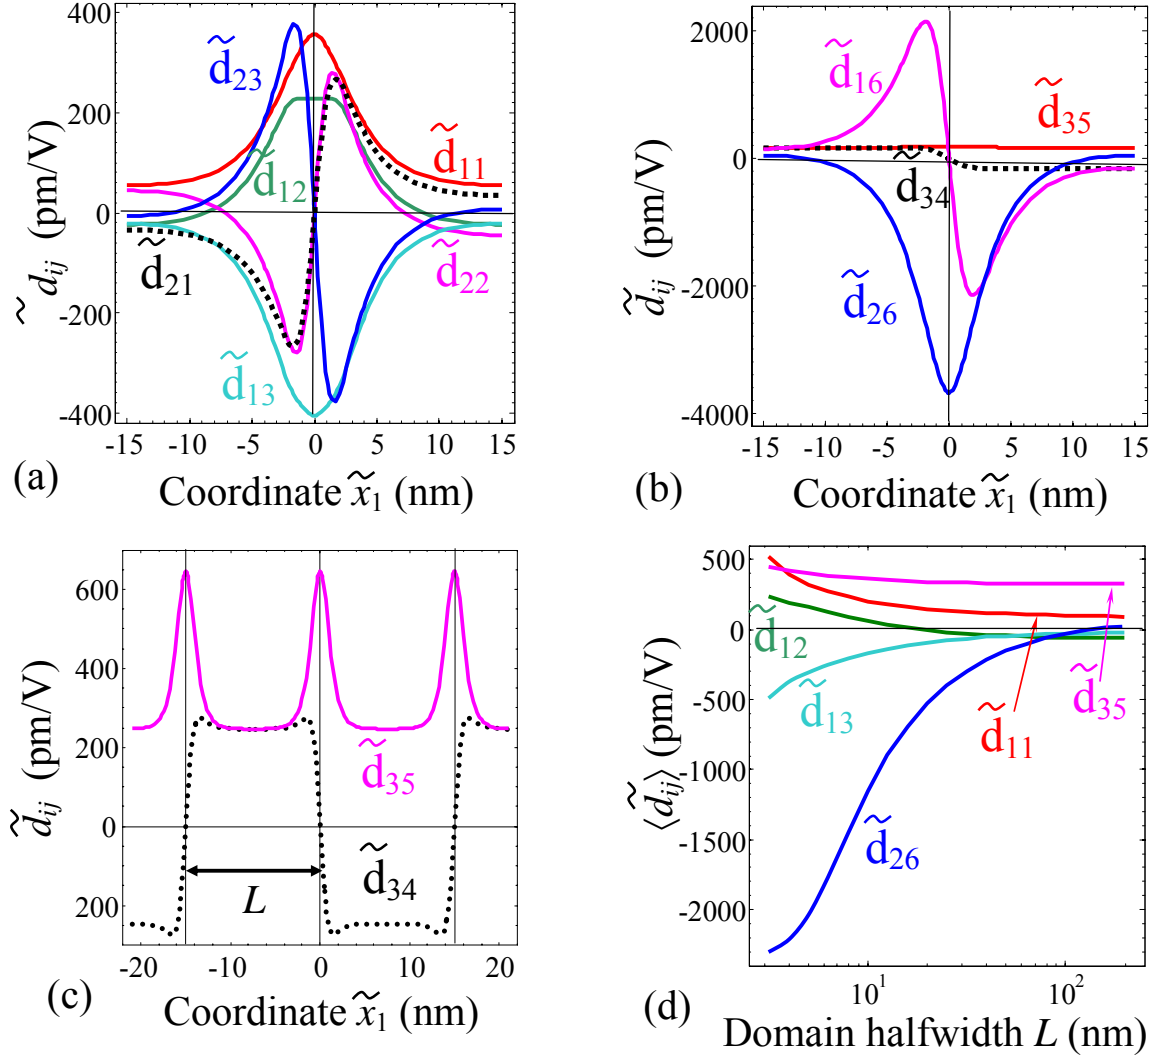 400
200
0
-200
-400
d̃ij (pm/V)
d̃23
d̃11
d̃12
d̃21
d̃22
d̃13
-15 -10 -5 0 5 10 15
(a)
Coordinate x̃1 (nm)
2000
0
-2000
-4000
d̃ij (pm/V)
d̃16
d̃35
d̃34
d̃26
-15 -10 -5 0 5 10 15
(b)
Coordinate x̃1 (nm)
600
400
200
0
200
d̃ij (pm/V)
d̃35
d̃34
L
-20 -10 0 10 20
(c)
Coordinate x̃1 (nm)
500
0
-500
-1000
-1500
-2000
⟨d̃ij⟩ (pm/V)
d̃12
d̃13
d̃11
d̃35
d̃26
10¹ 10²
(d)
Domain halfwidth L (nm)